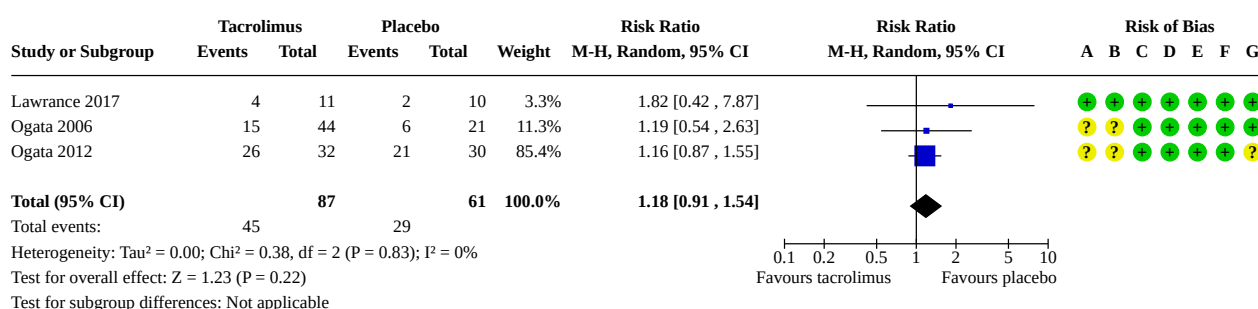 Tacrolimus Placebo Risk Ratio Risk Ratio Risk of Bias
Study or Subgroup Events Total Events Total Weight M-H, Random, 95% CI M-H, Random, 95% CI A B C D E F G
Lawrance 2017 4 11 2 10 3.3% 1.82 [0.42 , 7.87] + + + + + + +
Ogata 2006 15 44 6 21 11.3% 1.19 [0.54 , 2.63] ? ? + + + + +
Ogata 2012 26 32 21 30 85.4% 1.16 [0.87 , 1.55] ? ? + + + + ?
Total (95% CI) 87 61 100.0% 1.18 [0.91 , 1.54]
Total events: 45 29
Heterogeneity: Tau² = 0.00; Chi² = 0.38, df = 2 (P = 0.83); I² = 0%
0.1 0.2 0.5 1 2 5 10
Test for overall effect: Z = 1.23 (P = 0.22) Favours tacrolimus Favours placebo
Test for subgroup differences: Not applicable